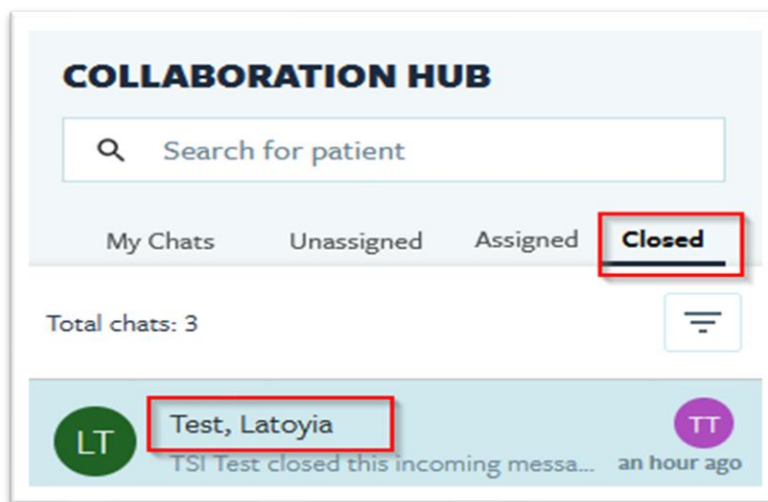 COLLABORATION HUB
Search for patient
My Chats Unassigned Assigned Closed
Total chats: 3
LT Test, Latoyia TT
TSI Test closed this incoming messa... an hour ago